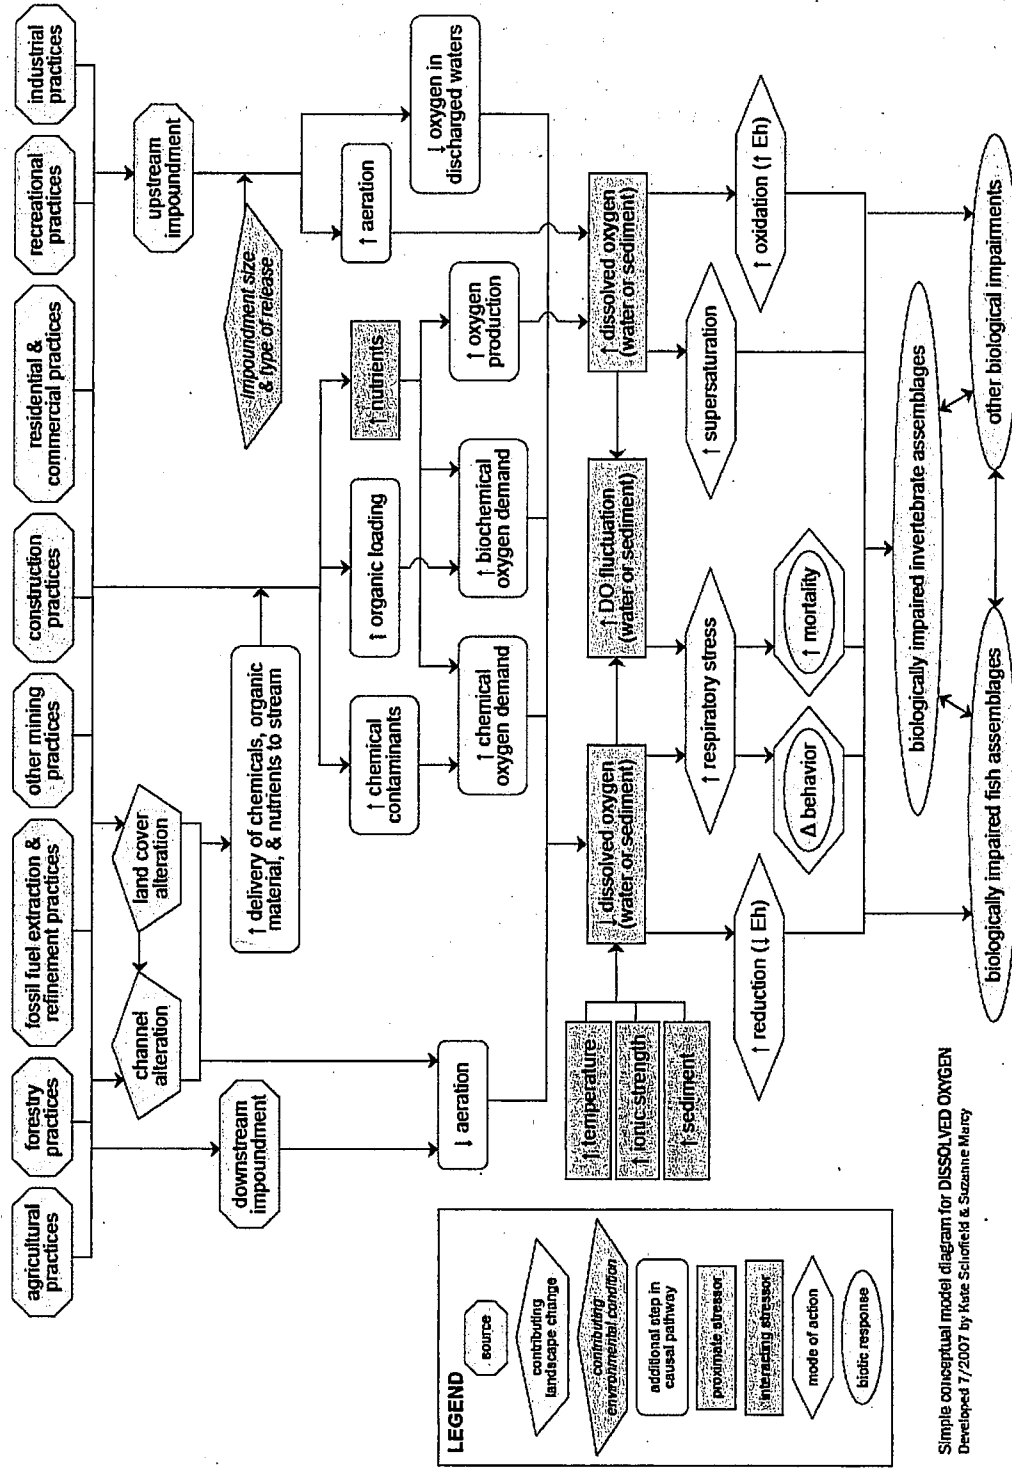 agricultural
practices
forestry
practices
fossil fuel extraction &
refinement practices
other mining
practices
construction
practices
residential &
commercial practices
recreational
practices
industrial
practices
channel
alteration
land cover
alteration
upstream
impoundment
downstream
impoundment
↑ delivery of chemicals, organic
material, & nutrients to stream
impoundment size
& type of release
↑ chemical
contaminants
↑ organic loading
↑ nutrients
↑ aeration
↓ oxygen in
discharged waters
↓ aeration
↑ chemical
oxygen demand
↑ biochemical
oxygen demand
↑ oxygen
production
↑ temperature
↑ ionic strength
↑ sediment
↓ dissolved oxygen
(water or sediment)
↑ DO fluctuation
(water or sediment)
↑ dissolved oxygen
(water or sediment)
↑ reduction (↓ Eh)
↑ respiratory stress
↑ supersaturation
↑ oxidation (↑ Eh)
Δ behavior
↑ mortality
biologically impaired invertebrate assemblages
biologically impaired fish assemblages
other biological impairments
LEGEND
source
contributing
landscape change
contributing
environmental condition
additional step in
causal pathway
proximate stressor
interacting stressor
mode of action
biotic response
Simple conceptual model diagram for DISSOLVED OXYGEN
Developed 7/2007 by Kate Schofield & Suzanne Marcy